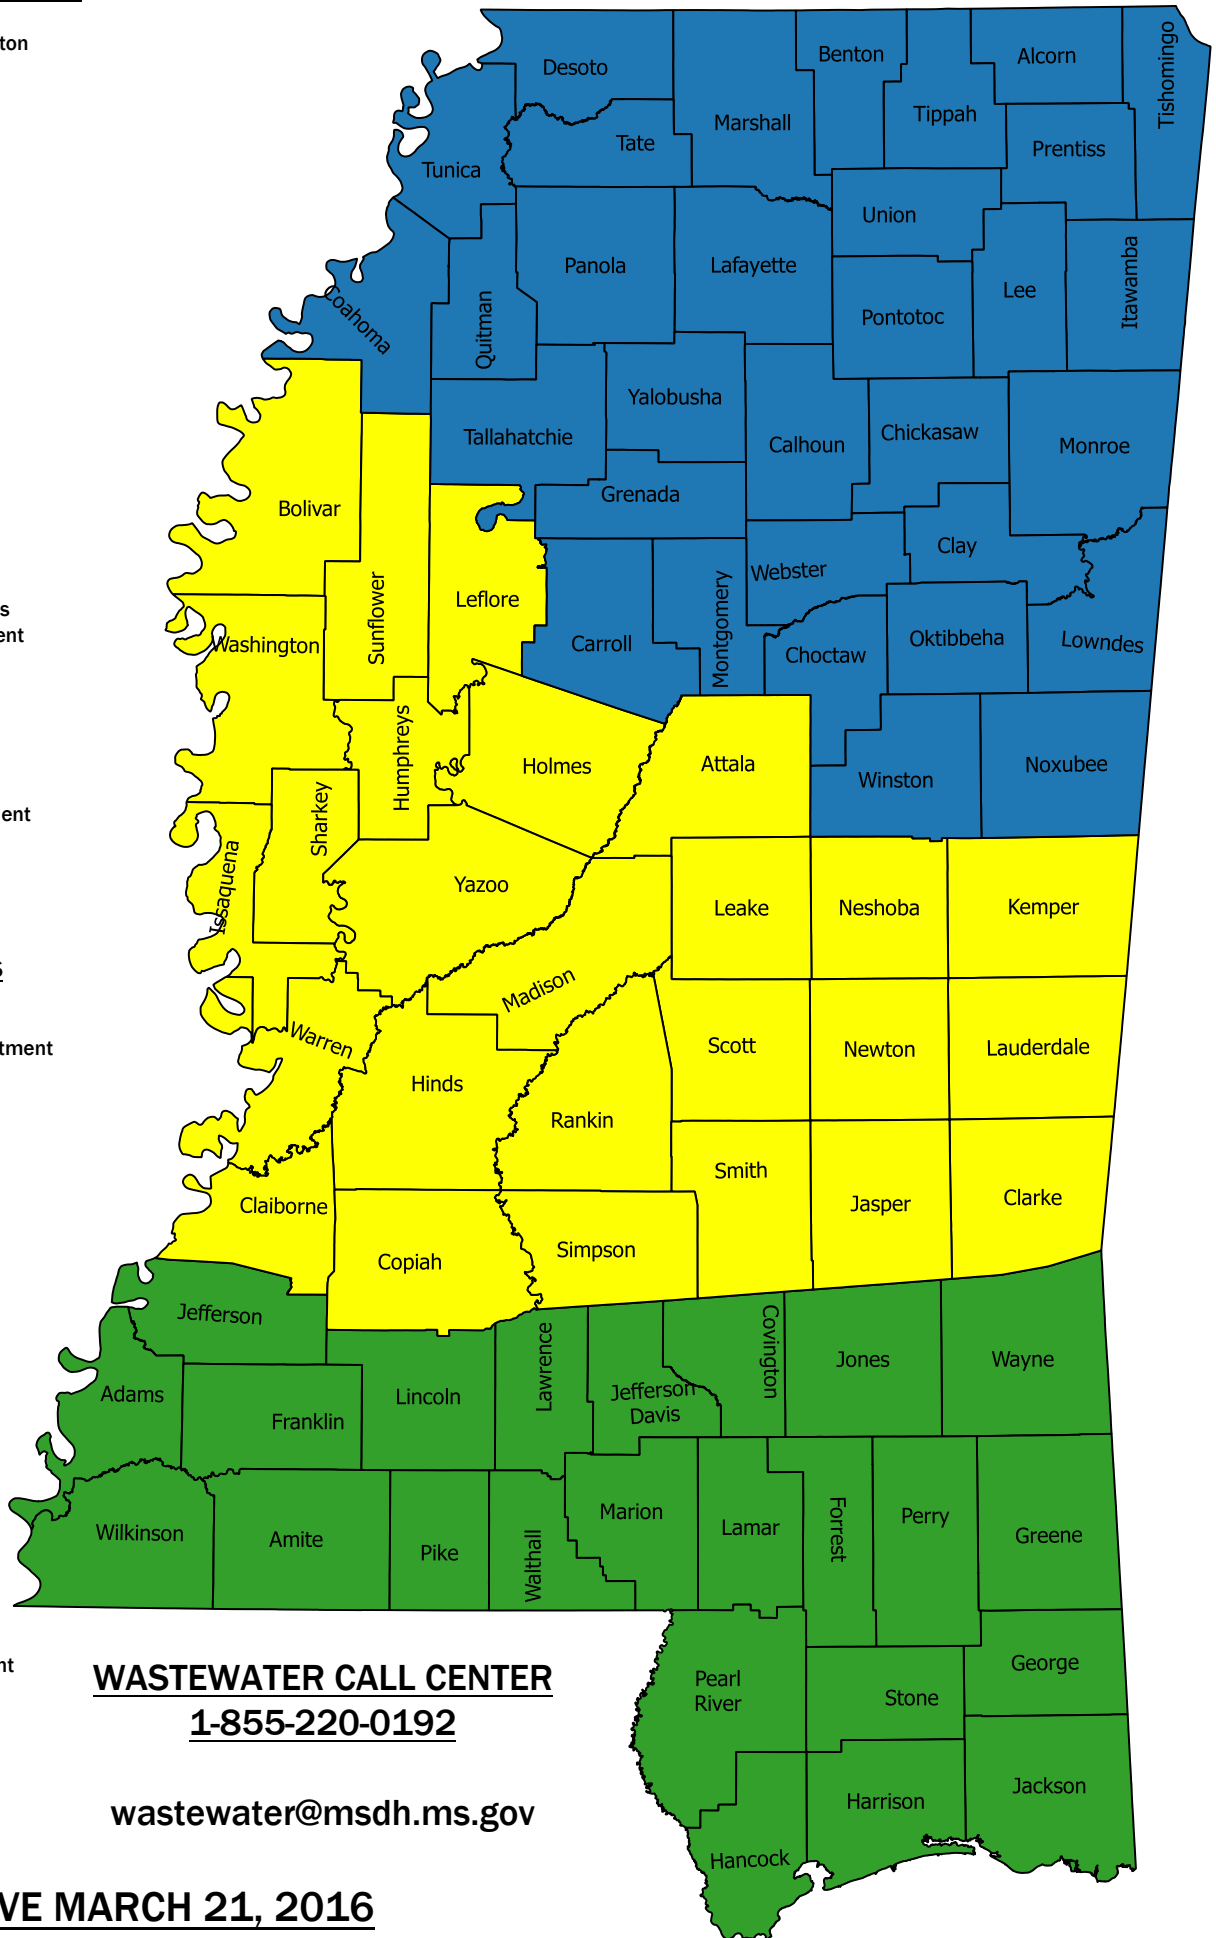 ton
Desoto
Benton
Alcorn
Tishomingo
Marshall
Tippah
Tate
Prentiss
Tunica
Union
Panola
Lafayette
Itawamba
Lee
Coahoma
Quitman
Pontotoc
Yalobusha
Tallahatchie
Calhoun
Chickasaw
Monroe
Grenada
Bolivar
Clay
Webster
Leflore
Sunflower
s
ent
Washington
Carroll
Montgomery
Choctaw
Oktibbeha
Lowndes
Humphreys
Holmes
Attala
Winston
Noxubee
ent
Sharkey
Issaquena
Yazoo
Leake
Neshoba
Kemper
s
Madison
Warren
tment
Scott
Newton
Lauderdale
Hinds
Rankin
Smith
Claiborne
Jasper
Clarke
Copiah
Simpson
Jefferson
Lawrence
Covington
Jones
Wayne
Adams
Franklin
Lincoln
Jefferson
Davis
Wilkinson
Amite
Pike
Walthall
Marion
Lamar
Forrest
Perry
Greene
nt
WASTEWATER CALL CENTER
1-855-220-0192
Pearl
River
Stone
George
wastewater@msdh.ms.gov
Harrison
Jackson
Hancock
VE MARCH 21, 2016